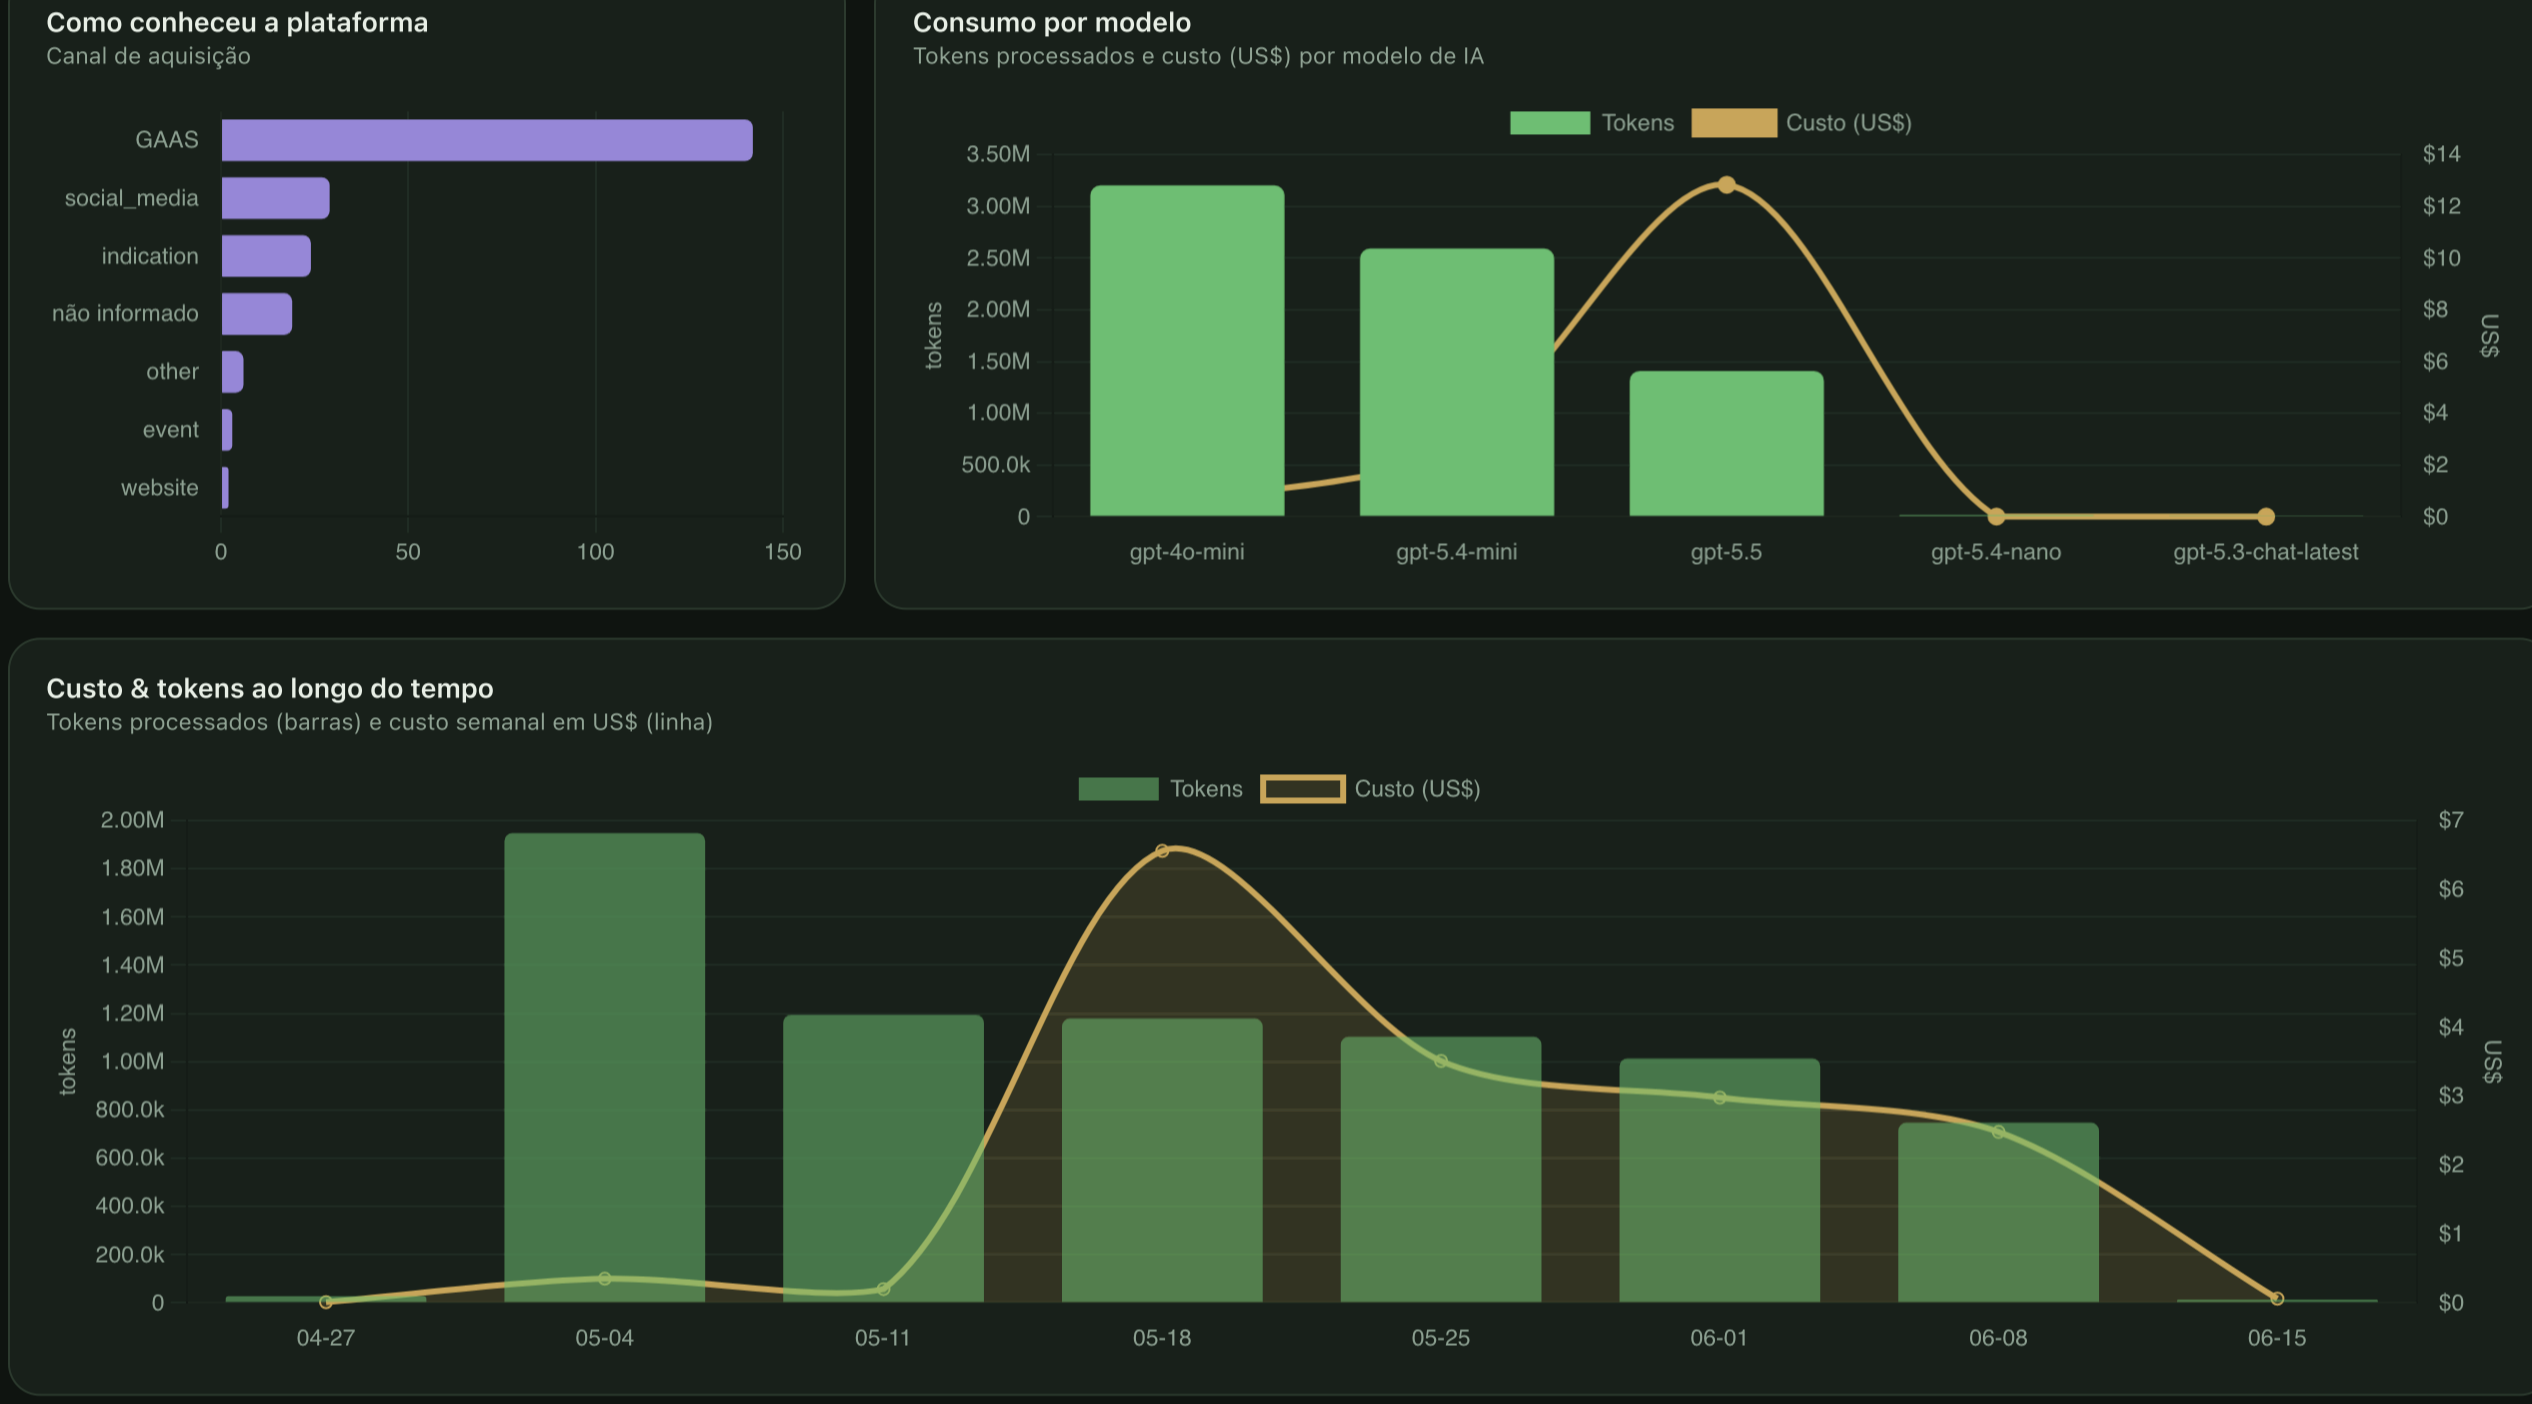 Como conheceu a plataforma
Canal de aquisição
GAAS
social_media
indication
não informado
other
event
website
0 50 100 150
Consumo por modelo
Tokens processados e custo (US$) por modelo de IA
Tokens Custo (US$)
3.50M
3.00M
2.50M
2.00M
1.50M
1.00M
500.0k
0
tokens
$14
$12
$10
$8
$6
$4
$2
$0
US$
gpt-4o-mini gpt-5.4-mini gpt-5.5 gpt-5.4-nano gpt-5.3-chat-latest
Custo & tokens ao longo do tempo
Tokens processados (barras) e custo semanal em US$ (linha)
Tokens Custo (US$)
2.00M
1.80M
1.60M
1.40M
1.20M
1.00M
800.0k
600.0k
400.0k
200.0k
0
tokens
$7
$6
$5
$4
$3
$2
$1
$0
US$
04-27 05-04 05-11 05-18 05-25 06-01 06-08 06-15